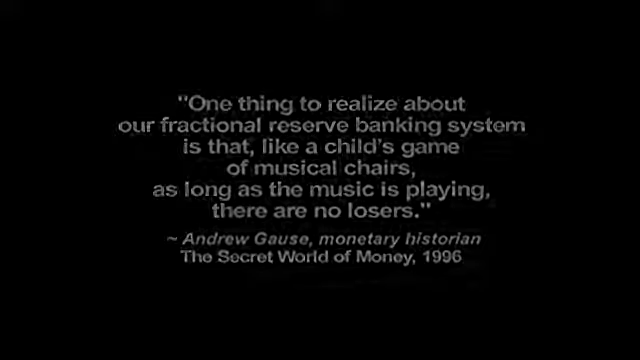 "One thing to realize about
our fractional reserve banking system
is that, like a child's game
of musical chairs,
as long as the music is playing,
there are no losers."
~ Andrew Gause, monetary historian
The Secret World of Money, 1996